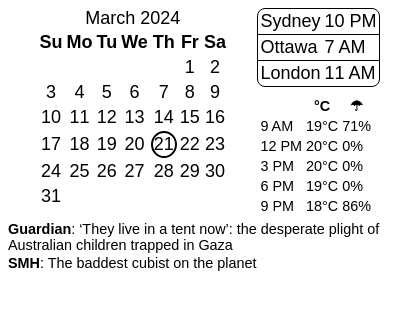 March 2024
Su Mo Tu We Th Fr Sa
1 2
3 4 5 6 7 8 9
10 11 12 13 14 15 16
17 18 19 20 21 22 23
24 25 26 27 28 29 30
31
Sydney 10 PM
Ottawa 7 AM
London 11 AM
°C ☂
9 AM 19°C 71%
12 PM 20°C 0%
3 PM 20°C 0%
6 PM 19°C 0%
9 PM 18°C 86%
Guardian: ‘They live in a tent now’: the desperate plight of
Australian children trapped in Gaza
SMH: The baddest cubist on the planet